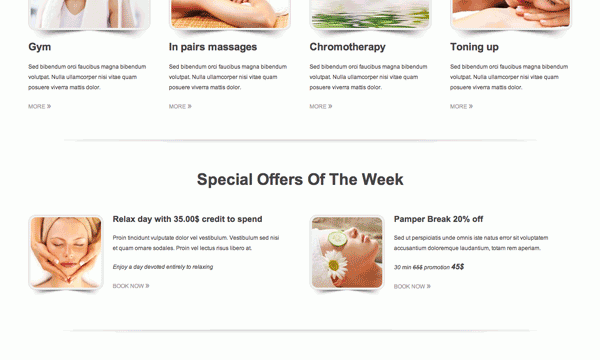 Gym
In pairs massages
Chromotherapy
Toning up
Sed bibendum orci faucibus magna bibendum
volutpat. Nulla ullamcorper nisi vitae quam
posuere viverra mattis dolor.
Sed bibendum orci faucibus magna bibendum
volutpat. Nulla ullamcorper nisi vitae quam
posuere viverra mattis dolor.
Sed bibendum orci faucibus magna bibendum
volutpat. Nulla ullamcorper nisi vitae quam
posuere viverra mattis dolor.
Sed bibendum orci faucibus magna bibendum
volutpat. Nulla ullamcorper nisi vitae quam
posuere viverra mattis dolor.
MORE »
MORE »
MORE »
MORE »
Special Offers Of The Week
Relax day with 35.00$ credit to spend
Proin tincidunt vulputate dolor vel vestibulum. Vestibulum sed nisi
et quam ornare sodales. Proin vel lectus risus libero at.
Enjoy a day devoted entirely to relaxing
BOOK NOW »
Pamper Break 20% off
Sed ut perspiciatis unde omnis iste natus error sit voluptatem
accusantium doloremque laudantium, totam rem aperiam.
30 min 65$ promotion 45$
BOOK NOW »